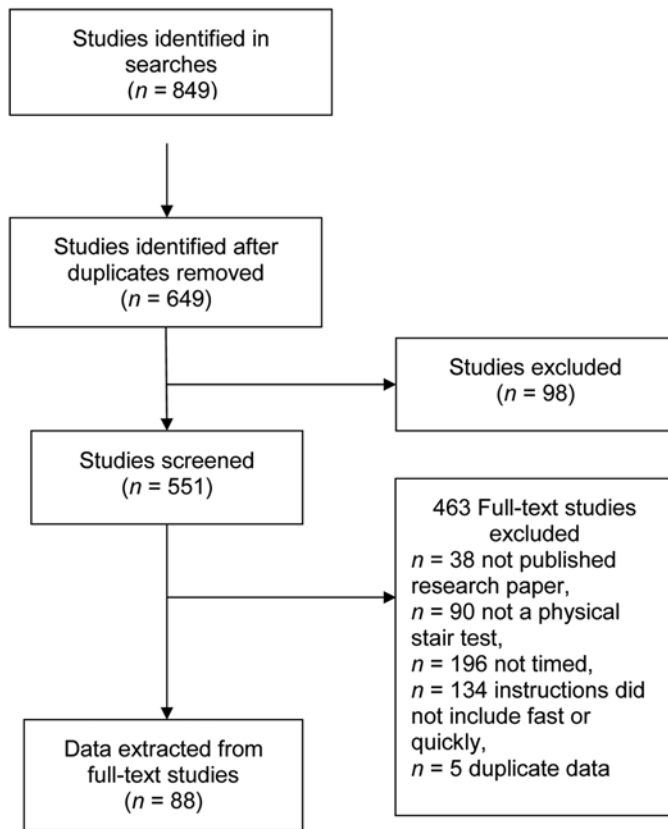 Studies identified in
searches
(n = 849)
Studies identified after
duplicates removed
(n = 649)
Studies excluded
(n = 98)
Studies screened
(n = 551)
463 Full-text studies
excluded
n = 38 not published
research paper,
n = 90 not a physical
stair test,
n = 196 not timed,
n = 134 instructions did
not include fast or
quickly,
n = 5 duplicate data
Data extracted from
full-text studies
(n = 88)